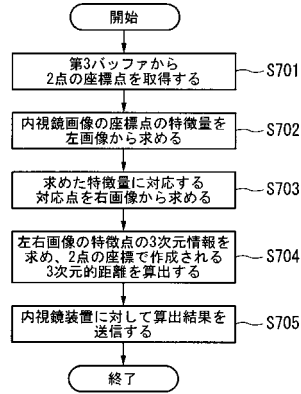 開始
第3バッファから
2点の座標点を取得する
S701
内視鏡画像の座標点の特徴量を
左画像から求める
S702
求めた特徴量に対応する
対応点を右画像から求める
S703
左右画像の特徴点の3次元情報を
求め、2点の座標で作成される
3次元的距離を算出する
S704
内視鏡装置に対して算出結果を
送信する
S705
終了